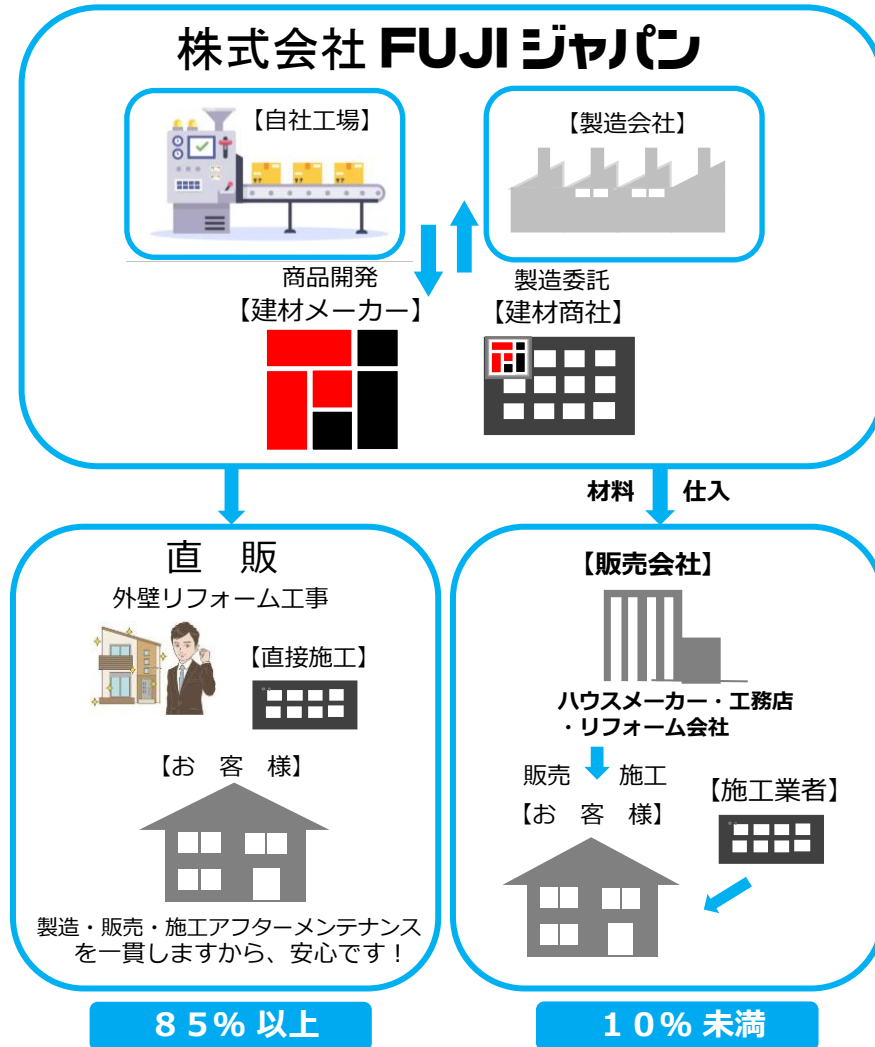 株式会社 FUJI ジャパン
【自社工場】
【製造会社】
商品開発
【建材メーカー】
製造委託
【建材商社】
材料 仕入
直 販
外壁リフォーム工事
【直接施工】
【お 客 様】
製造・販売・施工アフターメンテナンス
を一貫しますから、安心です！
８５% 以上
【販売会社】
ハウスメーカー・工務店
・リフォーム会社
販売 施工
【お 客 様】
【施工業者】
１０% 未満